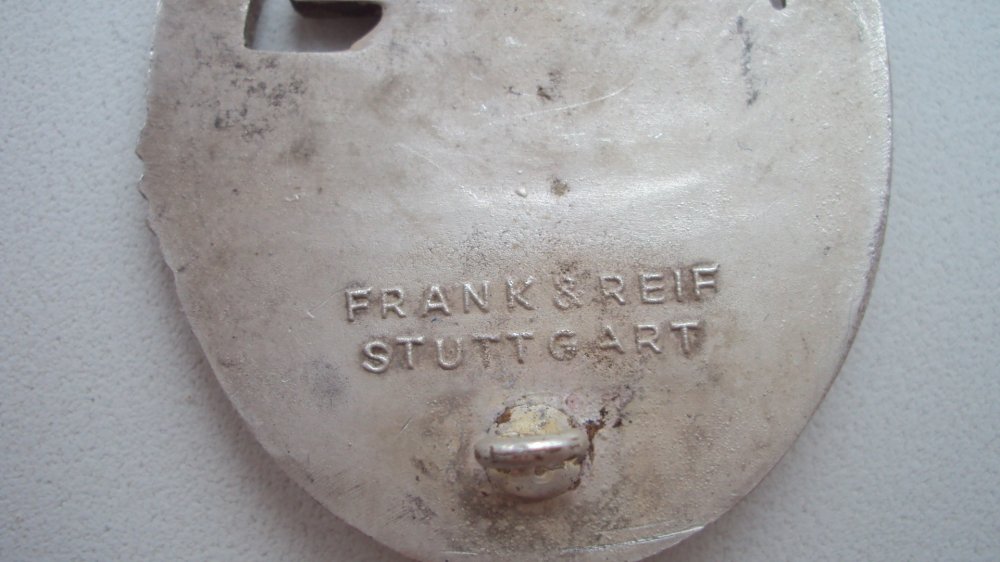 FRANK & REIF
STUTTGART